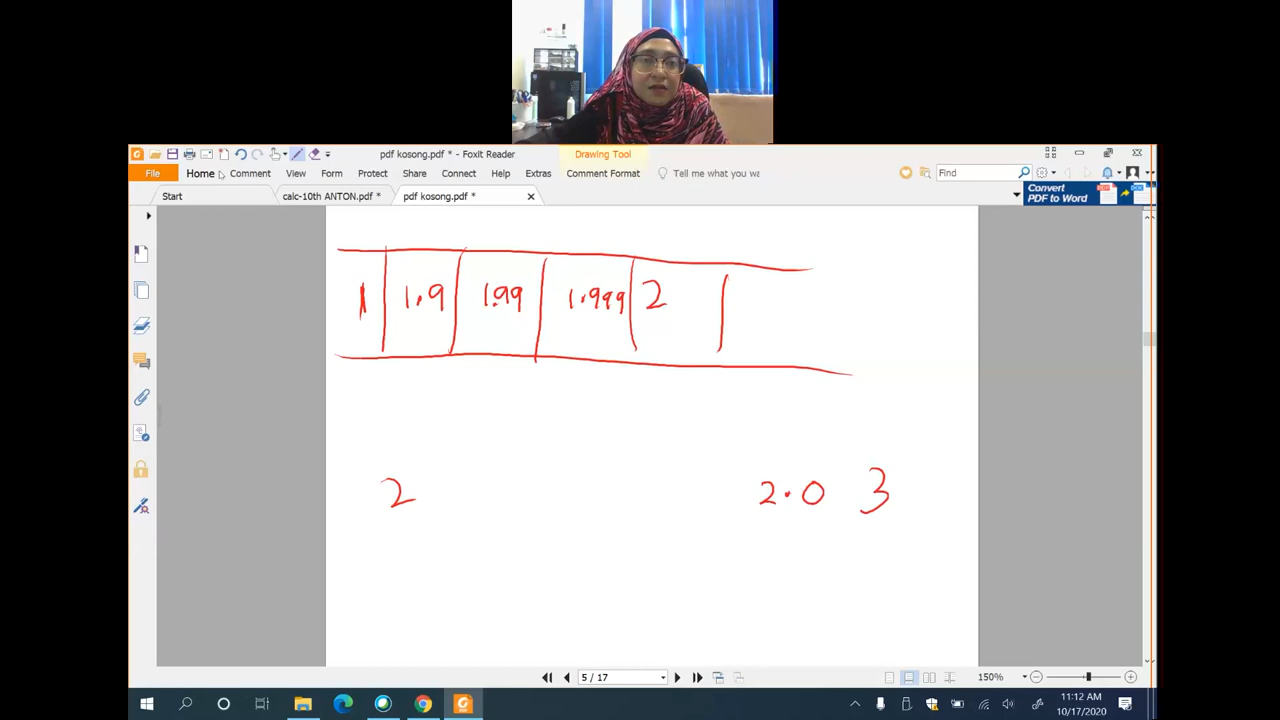 pdf kosong.pdf * - Foxit Reader
Drawing Tool
File Home Comment View Form Protect Share Connect Help Extras Comment Format Tell me what you wa Find
Start calc-10th ANTON.pdf * pdf kosong.pdf *
Convert
PDF to Word
1 1.9 1.99 1.999 2
2 2.0 3
5 / 17 150%
11:12 AM
10/17/2020